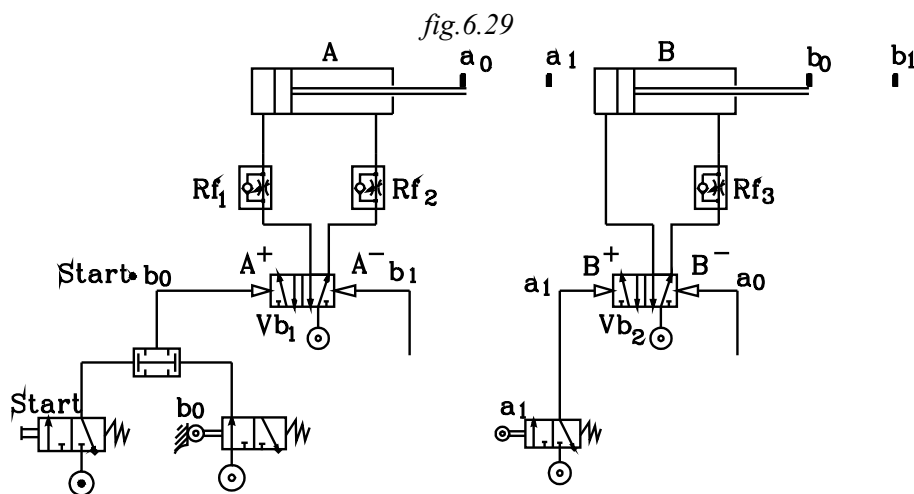 fig.6.29
A
a0
a1
B
b0
b1
Rf1
Rf2
Rf3
Start•b0
A+
A−
b1
a1
B+
B−
a0
Vb1
Vb2
Start
b0
a1